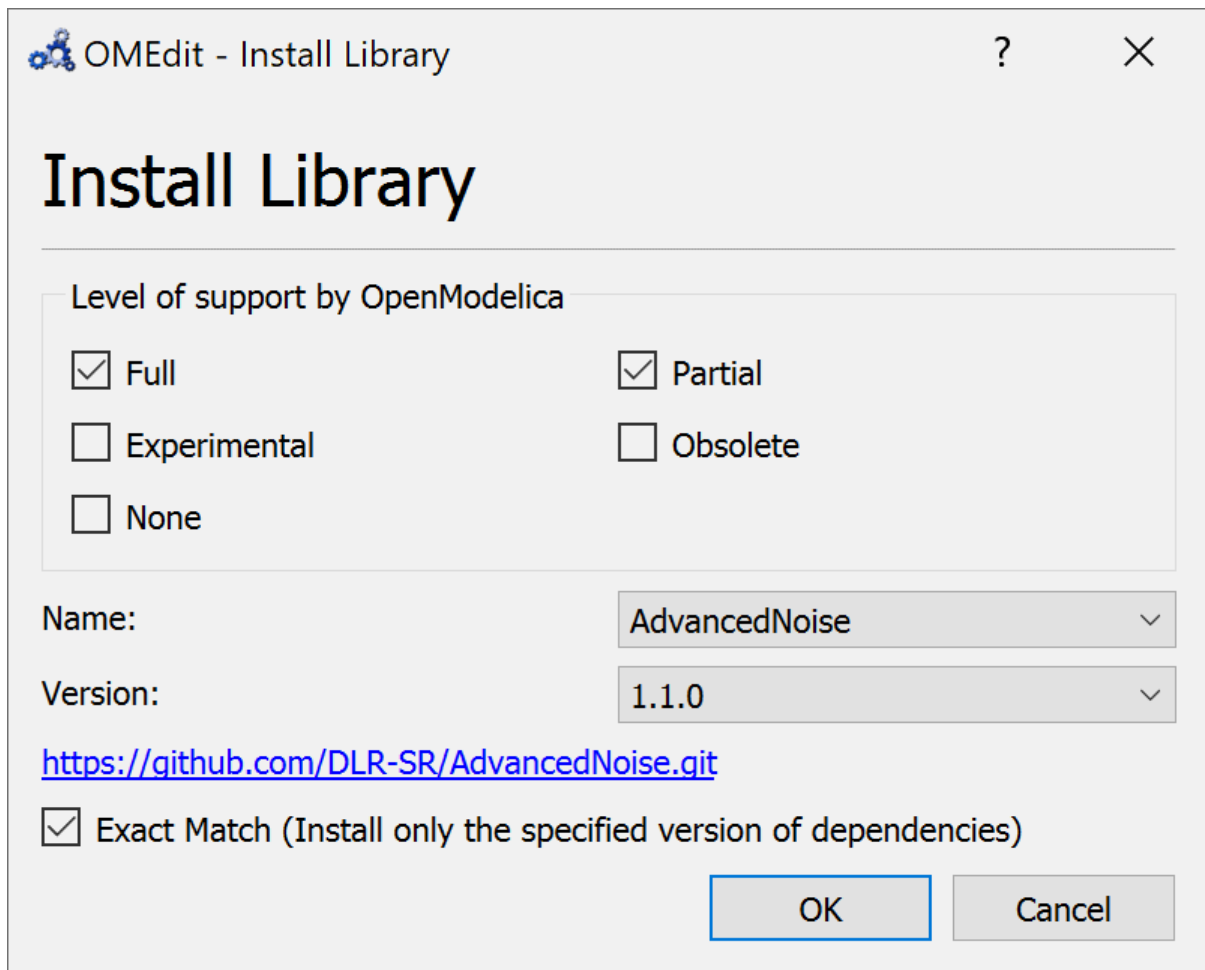 OMEdit - Install Library ?
Install Library
Level of support by OpenModelica
Full Partial
Experimental Obsolete
None
Name: AdvancedNoise
Version: 1.1.0
https://github.com/DLR-SR/AdvancedNoise.git
Exact Match (Install only the specified version of dependencies)
OK Cancel